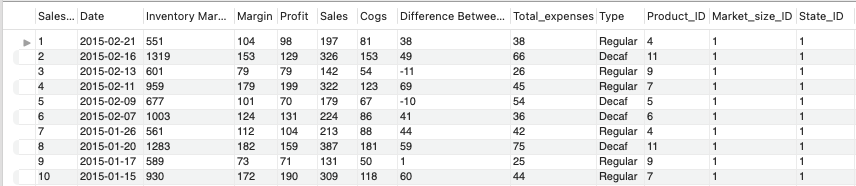 Sales... Date Inventory Mar... Margin Profit Sales Cogs Difference Betwee... Total_expenses Type Product_ID Market_size_ID State_ID
1 2015-02-21 551 104 98 197 81 38 38 Regular 4 1 1
2 2015-02-16 1319 153 129 326 153 49 66 Decaf 11 1 1
3 2015-02-13 601 79 79 142 54 -11 26 Regular 9 1 1
4 2015-02-11 959 179 199 322 123 69 45 Regular 7 1 1
5 2015-02-09 677 101 70 179 67 -10 54 Decaf 5 1 1
6 2015-02-07 1003 124 131 224 86 41 36 Decaf 6 1 1
7 2015-01-26 561 112 104 213 88 44 42 Regular 4 1 1
8 2015-01-20 1283 182 159 387 181 59 75 Decaf 11 1 1
9 2015-01-17 589 73 71 131 50 1 25 Regular 9 1 1
10 2015-01-15 930 172 190 309 118 60 44 Regular 7 1 1